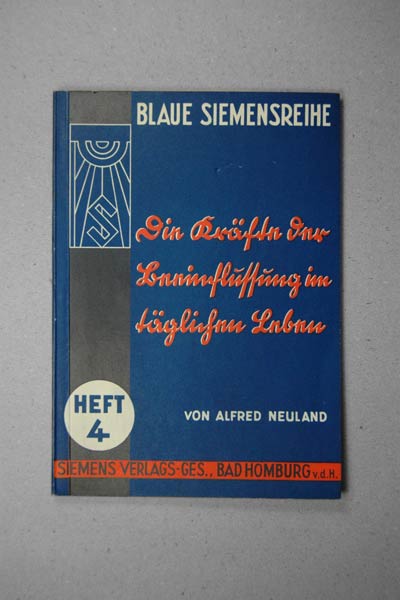 BLAUE SIEMENSREIHE
Die Kräfte der
Beeinflussung im
täglichen Leben
HEFT
4
VON ALFRED NEULAND
SIEMENS VERLAGS-GES., BAD HOMBURG v.d.H.